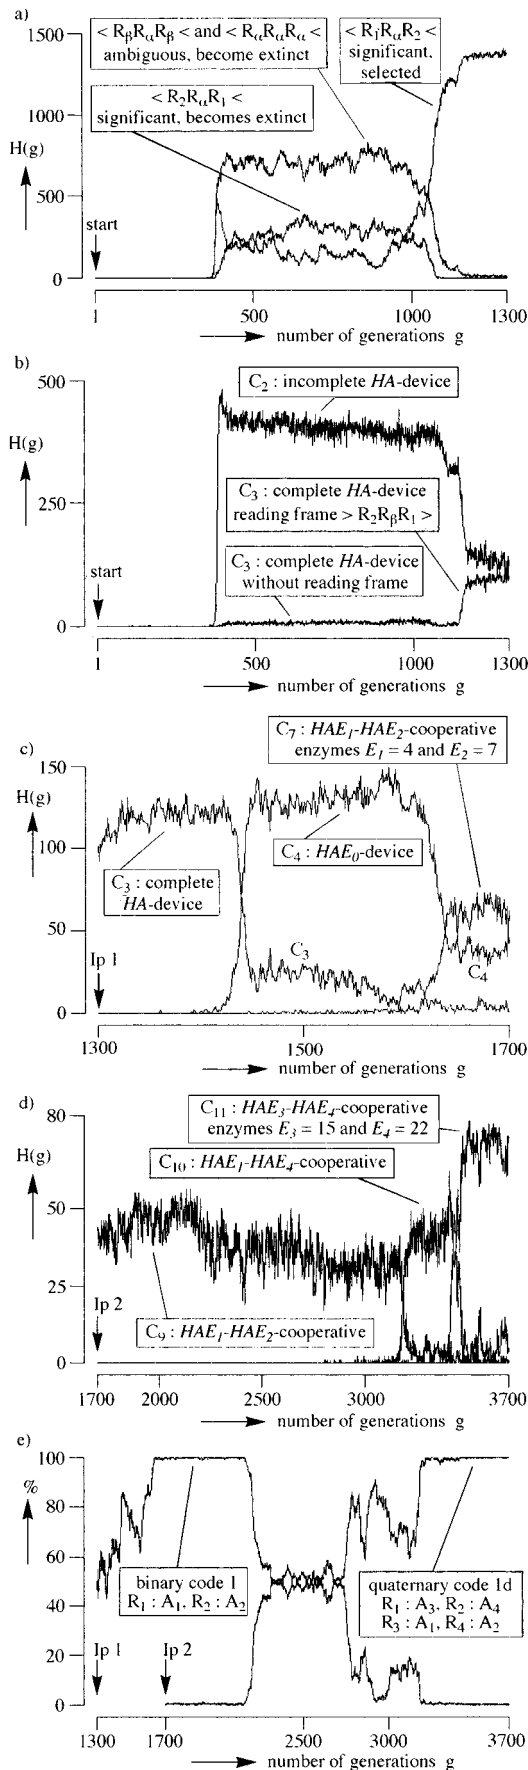 a)
1500
1000
500
0
H(g)
< RβRαRβ < and < RαRαRα <
ambiguous, become extinct
< R1RαR2 <
significant,
selected
< R2RαR1 <
significant, becomes extinct
start
1
500
1000
1300
number of generations g
b)
500
250
0
H(g)
C2 : incomplete HA-device
C3 : complete HA-device
reading frame > R2RβR1 >
C3 : complete HA-device
without reading frame
start
1
500
1000
1300
number of generations g
C7 : HAE1-HAE2-cooperative
enzymes E1 = 4 and E2 = 7
c)
150
100
50
0
H(g)
C4 : HAE0-device
C3 : complete
HA-device
C3
C4
Ip 1
1300
1500
1700
number of generations g
d)
80
50
25
0
H(g)
C11 : HAE3-HAE4-cooperative
enzymes E3 = 15 and E4 = 22
C10 : HAE1-HAE4-cooperative
Ip 2
C9 : HAE1-HAE2-cooperative
1700
2000
2500
3000
3700
number of generations g
e)
100
80
60
40
20
0
%
binary code 1
R1 : A1, R2 : A2
quaternary code 1d
R1 : A3, R2 : A4
R3 : A1, R4 : A2
Ip 1
Ip 2
1300
1700
2500
3000
3700
number of generations g